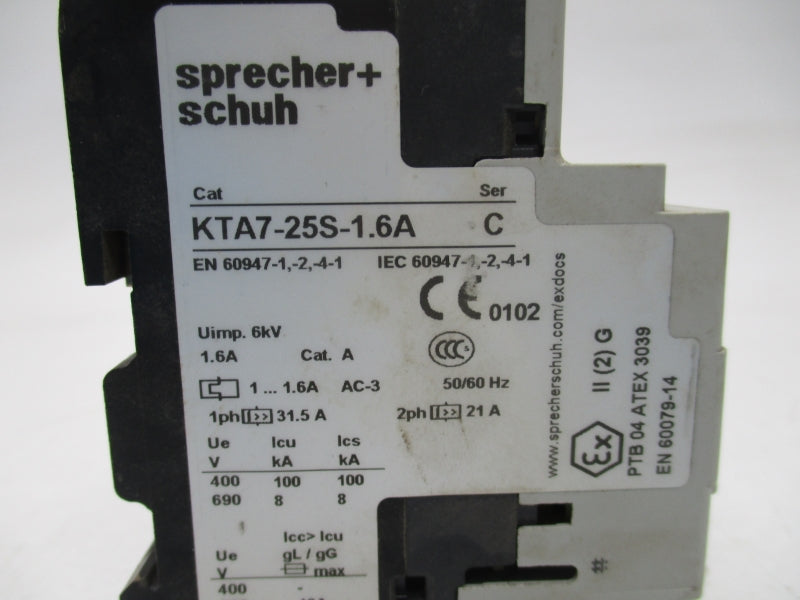 sprecher+
schuh
Cat Ser
KTA7-25S-1.6A C
EN 60947-1,-2,-4-1 IEC 60947-1,-2,-4-1
CE 0102
Uimp. 6kV
1.6A Cat. A
CCC S
1 ... 1.6A AC-3 50/60 Hz
1ph 31.5 A 2ph 21 A
Ue Icu Ics
V kA kA
400 100 100
690 8 8
Icc> Icu
Ue gL / gG
V max
400 -
www.sprecherschuh.com/exdocs
Ex II (2) G
PTB 04 ATEX 3039
EN 60079-14